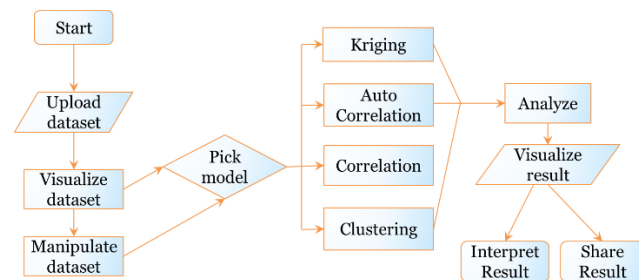 Start
Upload
dataset
Visualize
dataset
Manipulate
dataset
Pick
model
Kriging
Auto
Correlation
Correlation
Clustering
Analyze
Visualize
result
Interpret
Result
Share
Result